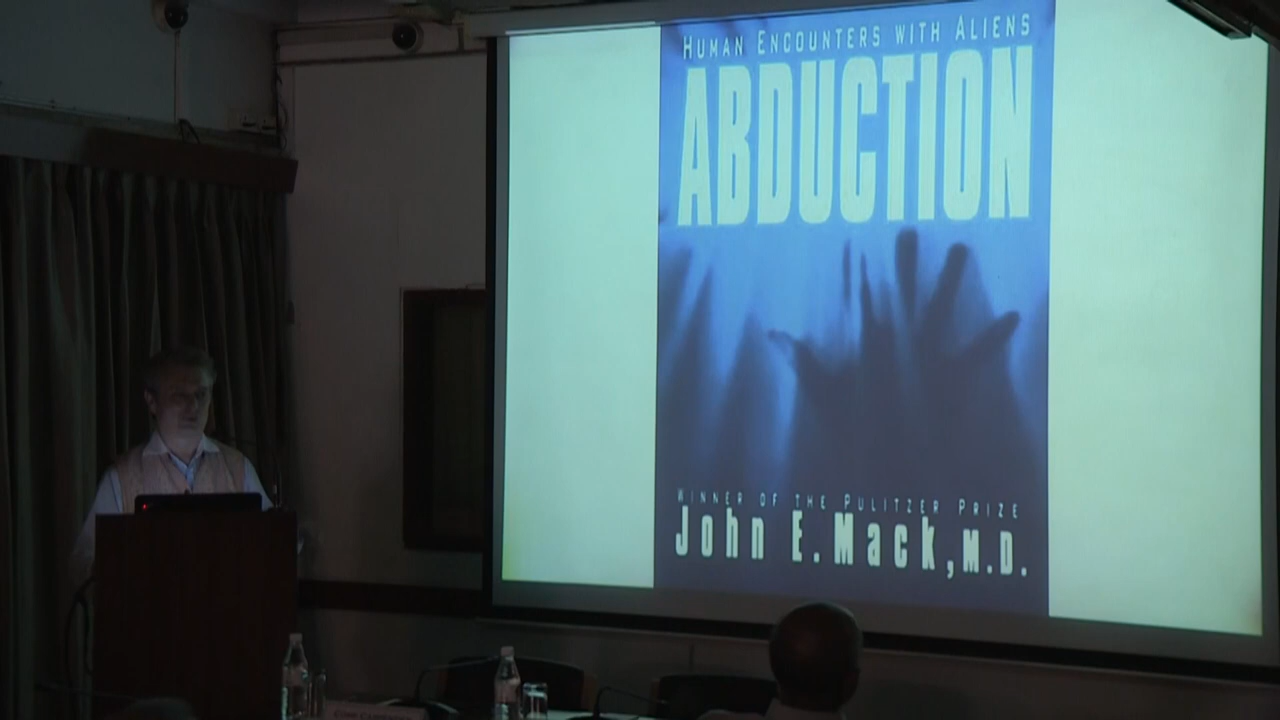 HUMAN ENCOUNTERS WITH ALIENS
ABDUCTION
WINNER OF THE PULITZER PRIZE
John E. Mack, M.D.